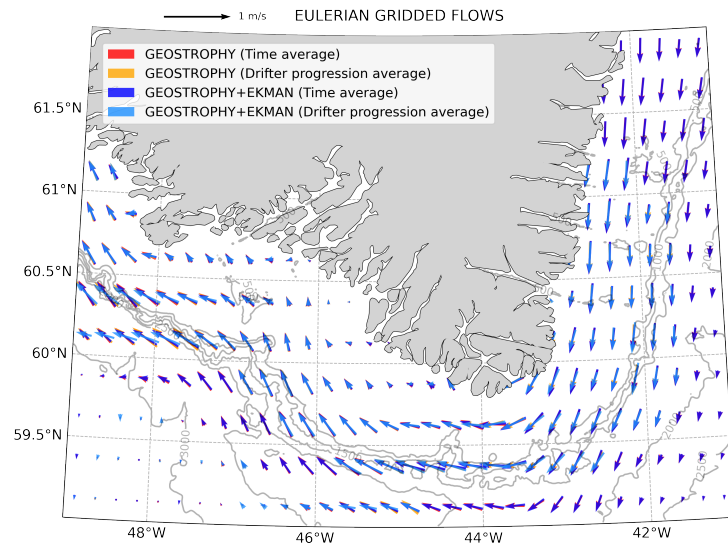 1 m/s EULERIAN GRIDDED FLOWS
GEOSTROPHY (Time average)
GEOSTROPHY (Drifter progression average)
GEOSTROPHY+EKMAN (Time average)
GEOSTROPHY+EKMAN (Drifter progression average)
61.5°N
61°N
60.5°N
60°N
59.5°N
3000
48°W
46°W
44°W
42°W